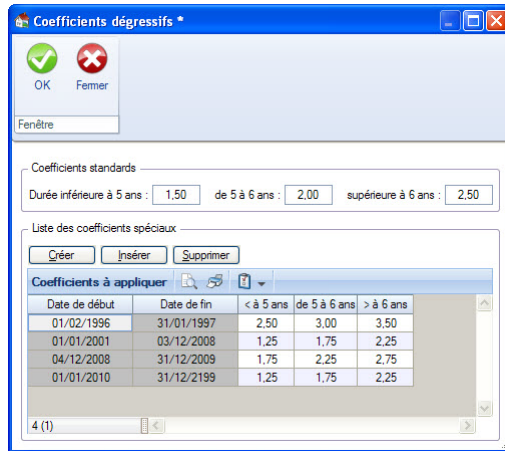 Coefficients dégressifs *
OK Fermer
Fenêtre
Coefficients standards
Durée inférieure à 5 ans : 1,50 de 5 à 6 ans : 2,00 supérieure à 6 ans : 2,50
Liste des coefficients spéciaux
Créer Insérer Supprimer
Coefficients à appliquer
Date de début Date de fin < à 5 ans de 5 à 6 ans > à 6 ans
01/02/1996 31/01/1997 2,50 3,00 3,50
01/01/2001 03/12/2008 1,25 1,75 2,25
04/12/2008 31/12/2009 1,75 2,25 2,75
01/01/2010 31/12/2199 1,25 1,75 2,25
4 (1)